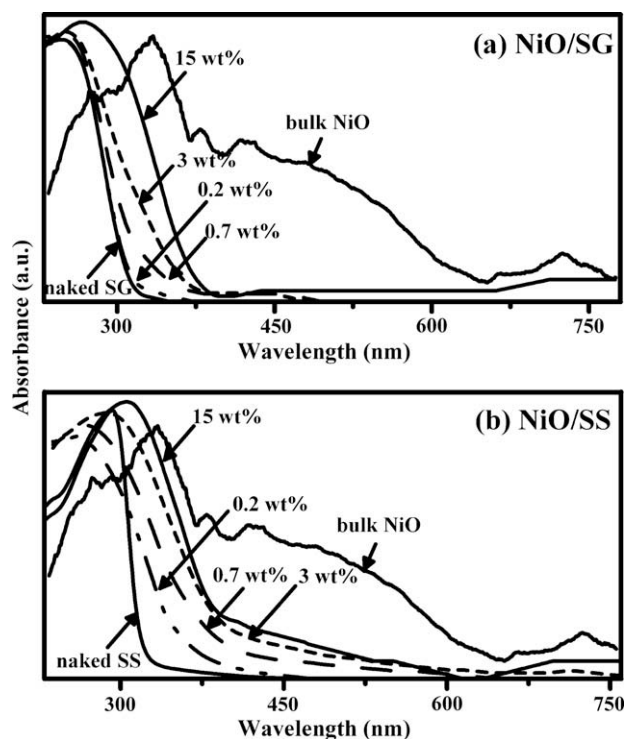 (a) NiO/SG
15 wt%
bulk NiO
3 wt%
0.2 wt%
0.7 wt%
naked SG
300 450 600 750
Wavelength (nm)
Absorbance (a.u.)
(b) NiO/SS
15 wt%
0.2 wt%
bulk NiO
0.7 wt% 3 wt%
naked SS
300 450 600 750
Wavelength (nm)